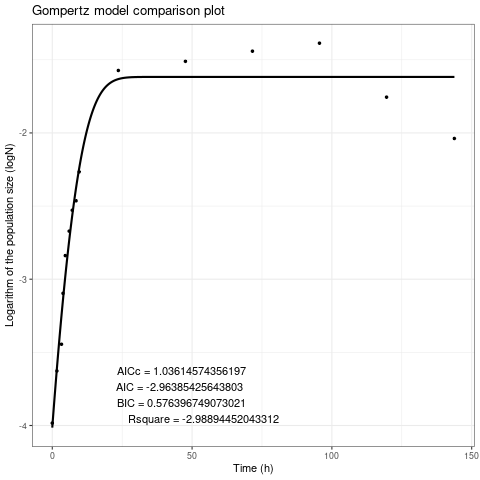 Gompertz model comparison plot
Logarithm of the population size (logN)
-2
-3
-4
AICc = 1.03614574356197
AIC = -2.96385425643803
BIC = 0.576396749073021
Rsquare = -2.98894452043312
0
50
100
150
Time (h)